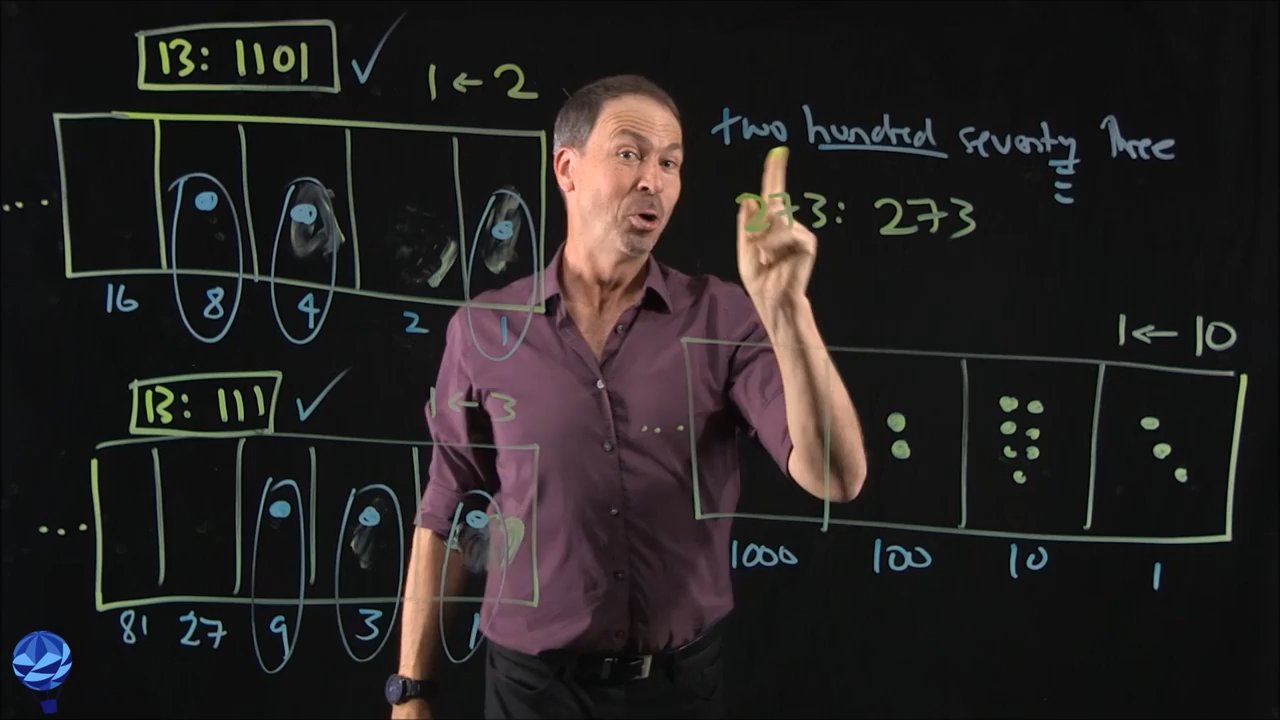 13: 1101
1 ← 2
16 8 4 2 1
13: 111
1 ← 3
81 27 9 3 1
two hundred seventy three
273: 273
1 ← 10
1000 100 10 1